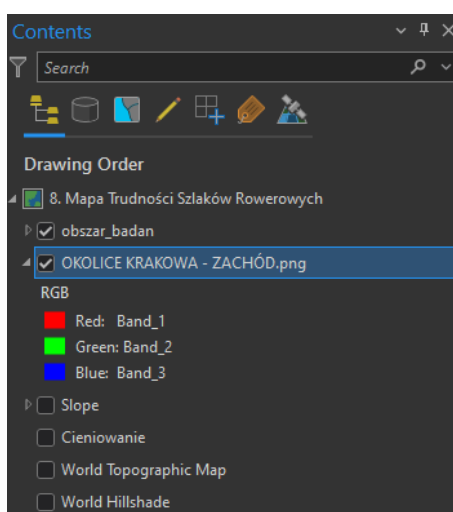 Contents
Search
Drawing Order
8. Mapa Trudności Szlaków Rowerowych
obszar_badan
OKOLICE KRAKOWA - ZACHÓD.png
RGB
Red: Band_1
Green: Band_2
Blue: Band_3
Slope
Cieniowanie
World Topographic Map
World Hillshade